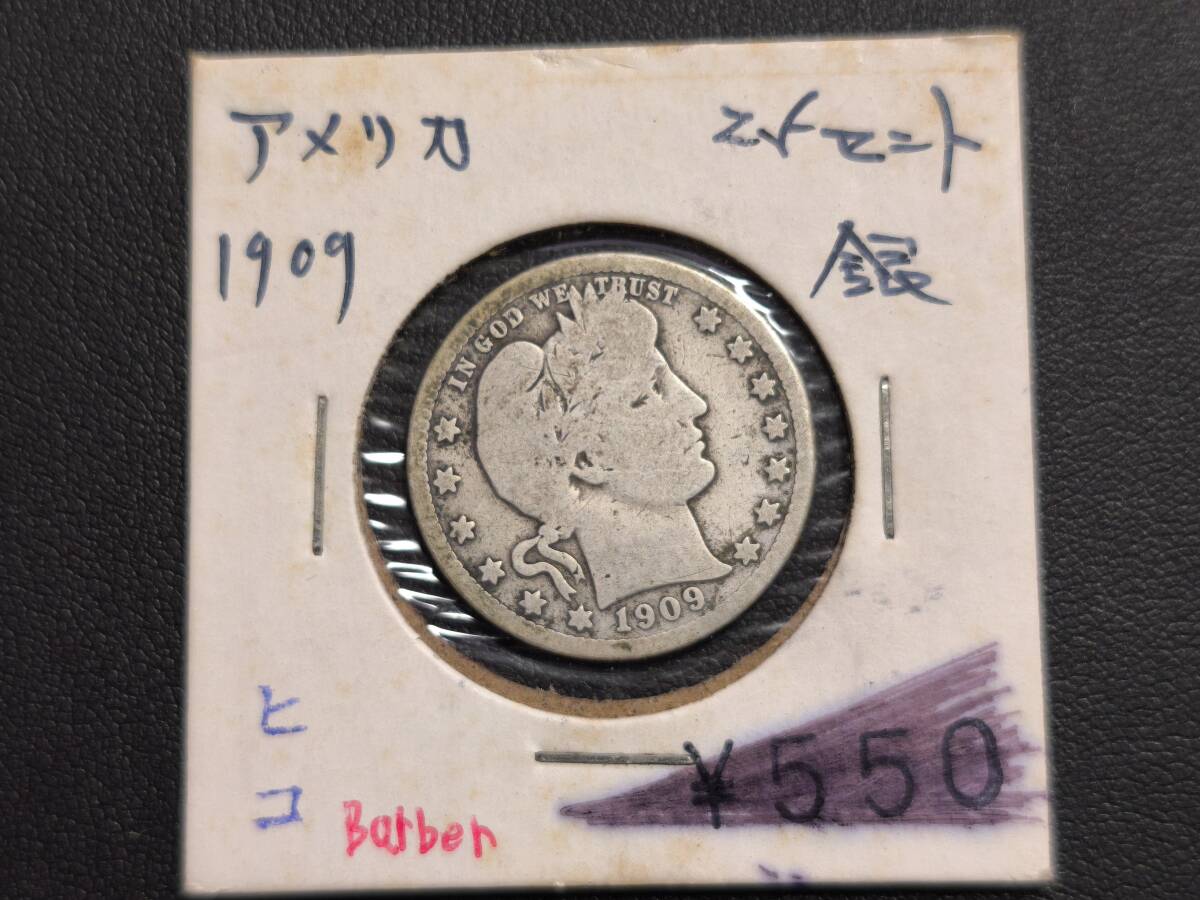 アメリカ 25セント
1909 銀
IN GOD WE TRUST
1909
ヒ
コ
Barber
¥550